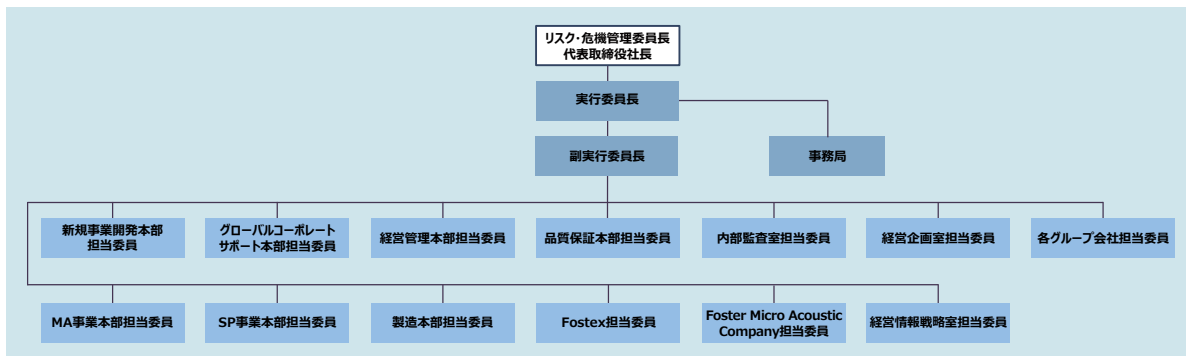 リスク・危機管理委員長
代表取締役社長
実行委員長
副実行委員長
事務局
新規事業開発本部
担当委員
グローバルコーポレート
サポート本部担当委員
経営管理本部担当委員
品質保証本部担当委員
内部監査室担当委員
経営企画室担当委員
各グループ会社担当委員
MA事業本部担当委員
SP事業本部担当委員
製造本部担当委員
Fostex担当委員
Foster Micro Acoustic
Company担当委員
経営情報戦略室担当委員